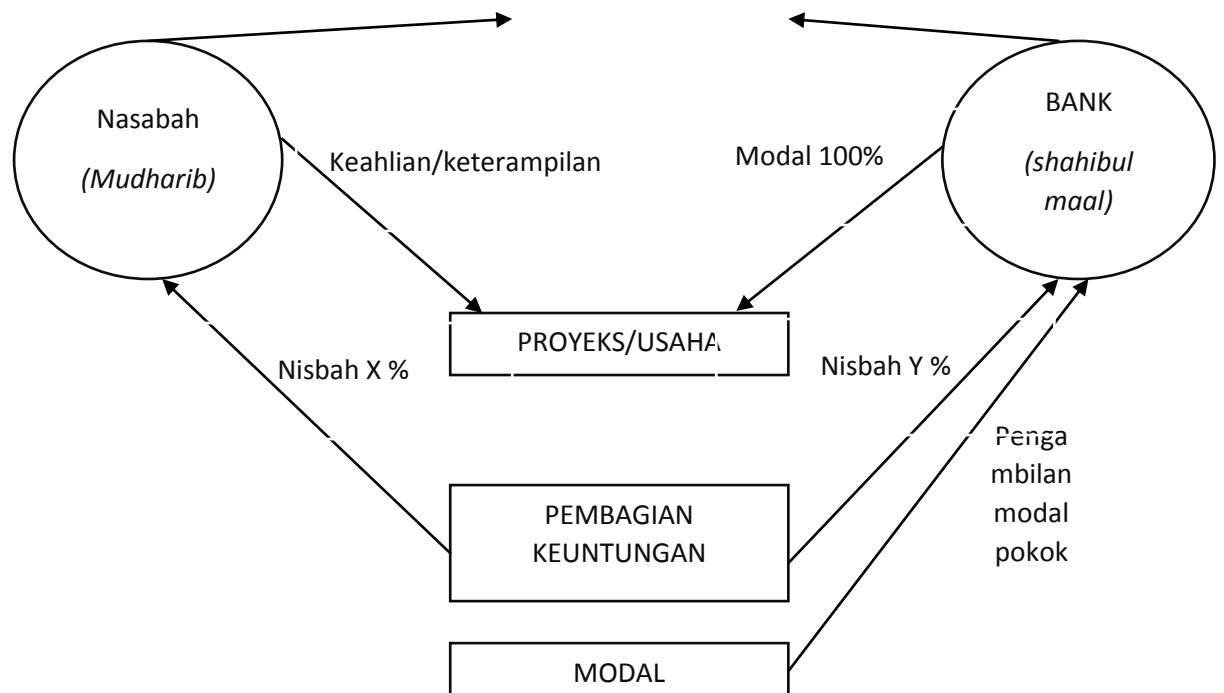 Nasabah
(Mudharib)
BANK
(shahibul
maal)
Keahlian/keterampilan
Modal 100%
PROYEKS/USAHA
Nisbah X %
Nisbah Y %
Penga
mbilan
modal
pokok
PEMBAGIAN
KEUNTUNGAN
MODAL